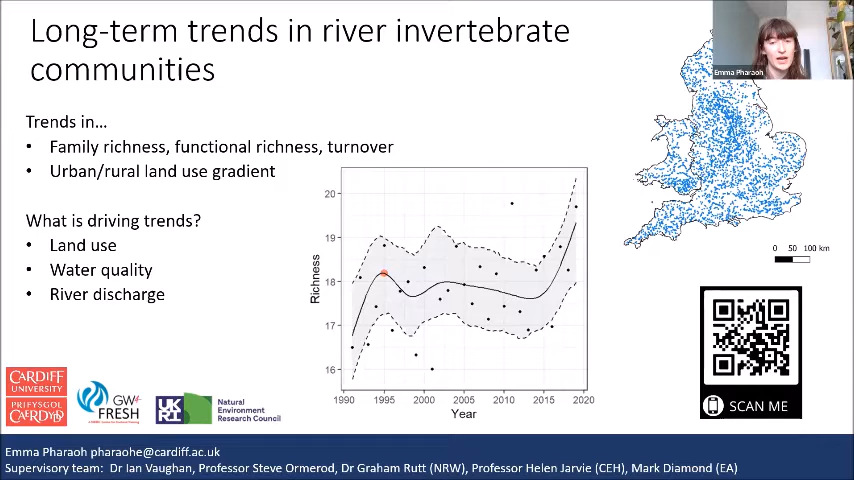 Long-term trends in river invertebrate
communities
Emma Pharaoh
Trends in...
• Family richness, functional richness, turnover
• Urban/rural land use gradient
What is driving trends?
• Land use
• Water quality
• River discharge
Richness
20
19
18
17
16
1990 1995 2000 2005 2010 2015 2020
Year
0 50 100 km
SCAN ME
CARDIFF
UNIVERSITY
PRIFYSGOL
CAERDYDD
GW4
FRESH
UKRI
Natural
Environment
Research Council
Emma Pharaoh pharaohe@cardiff.ac.uk
Supervisory team: Dr Ian Vaughan, Professor Steve Ormerod, Dr Graham Rutt (NRW), Professor Helen Jarvie (CEH), Mark Diamond (EA)